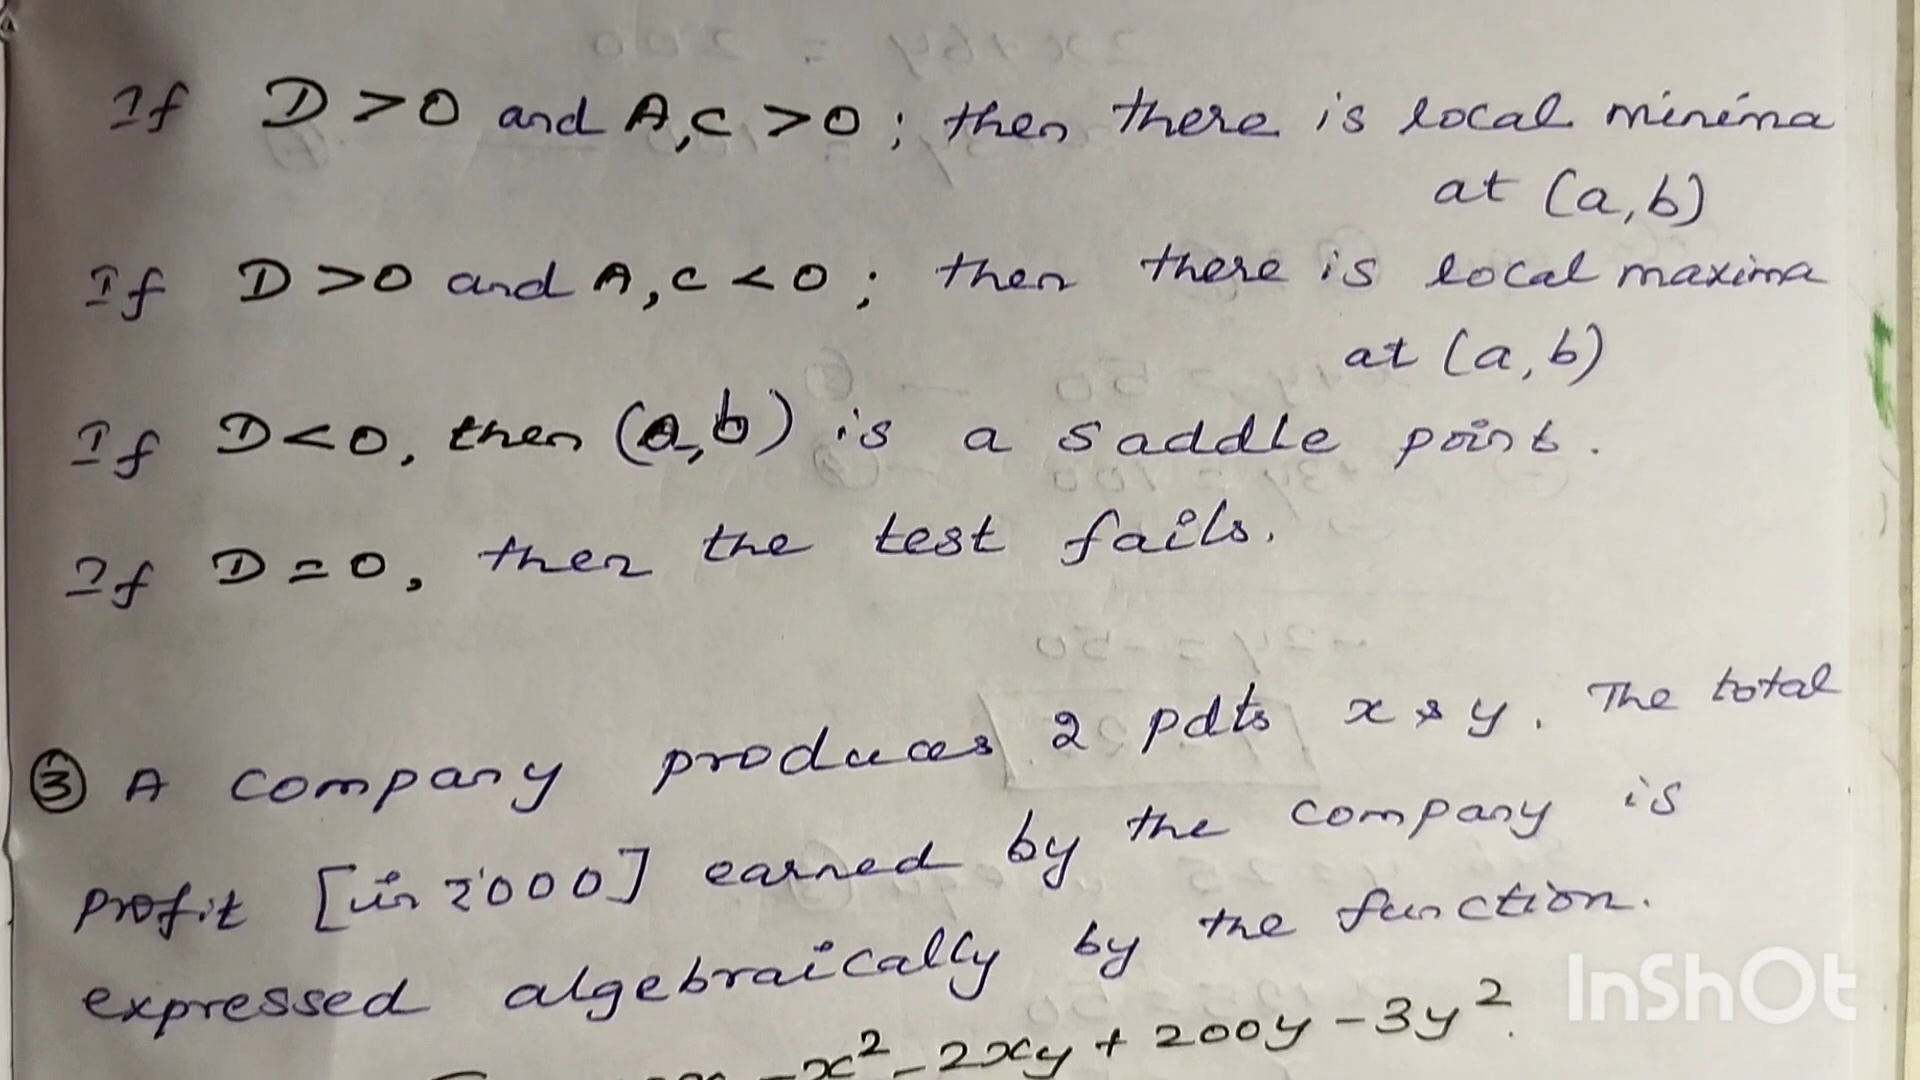 If D > 0 and A, C > 0 ; then there is local minima
at (a, b)
If D > 0 and A, C < 0 ; then there is local maxima
at (a, b)
If D < 0, then (a, b) is a saddle point.
If D = 0, then the test fails.
③ A company produces 2 pdts x & y. The total
profit [in ₹'000] earned by the company is
expressed algebraically by the function.
- x² - 2xy + 200y - 3y².
InShOt